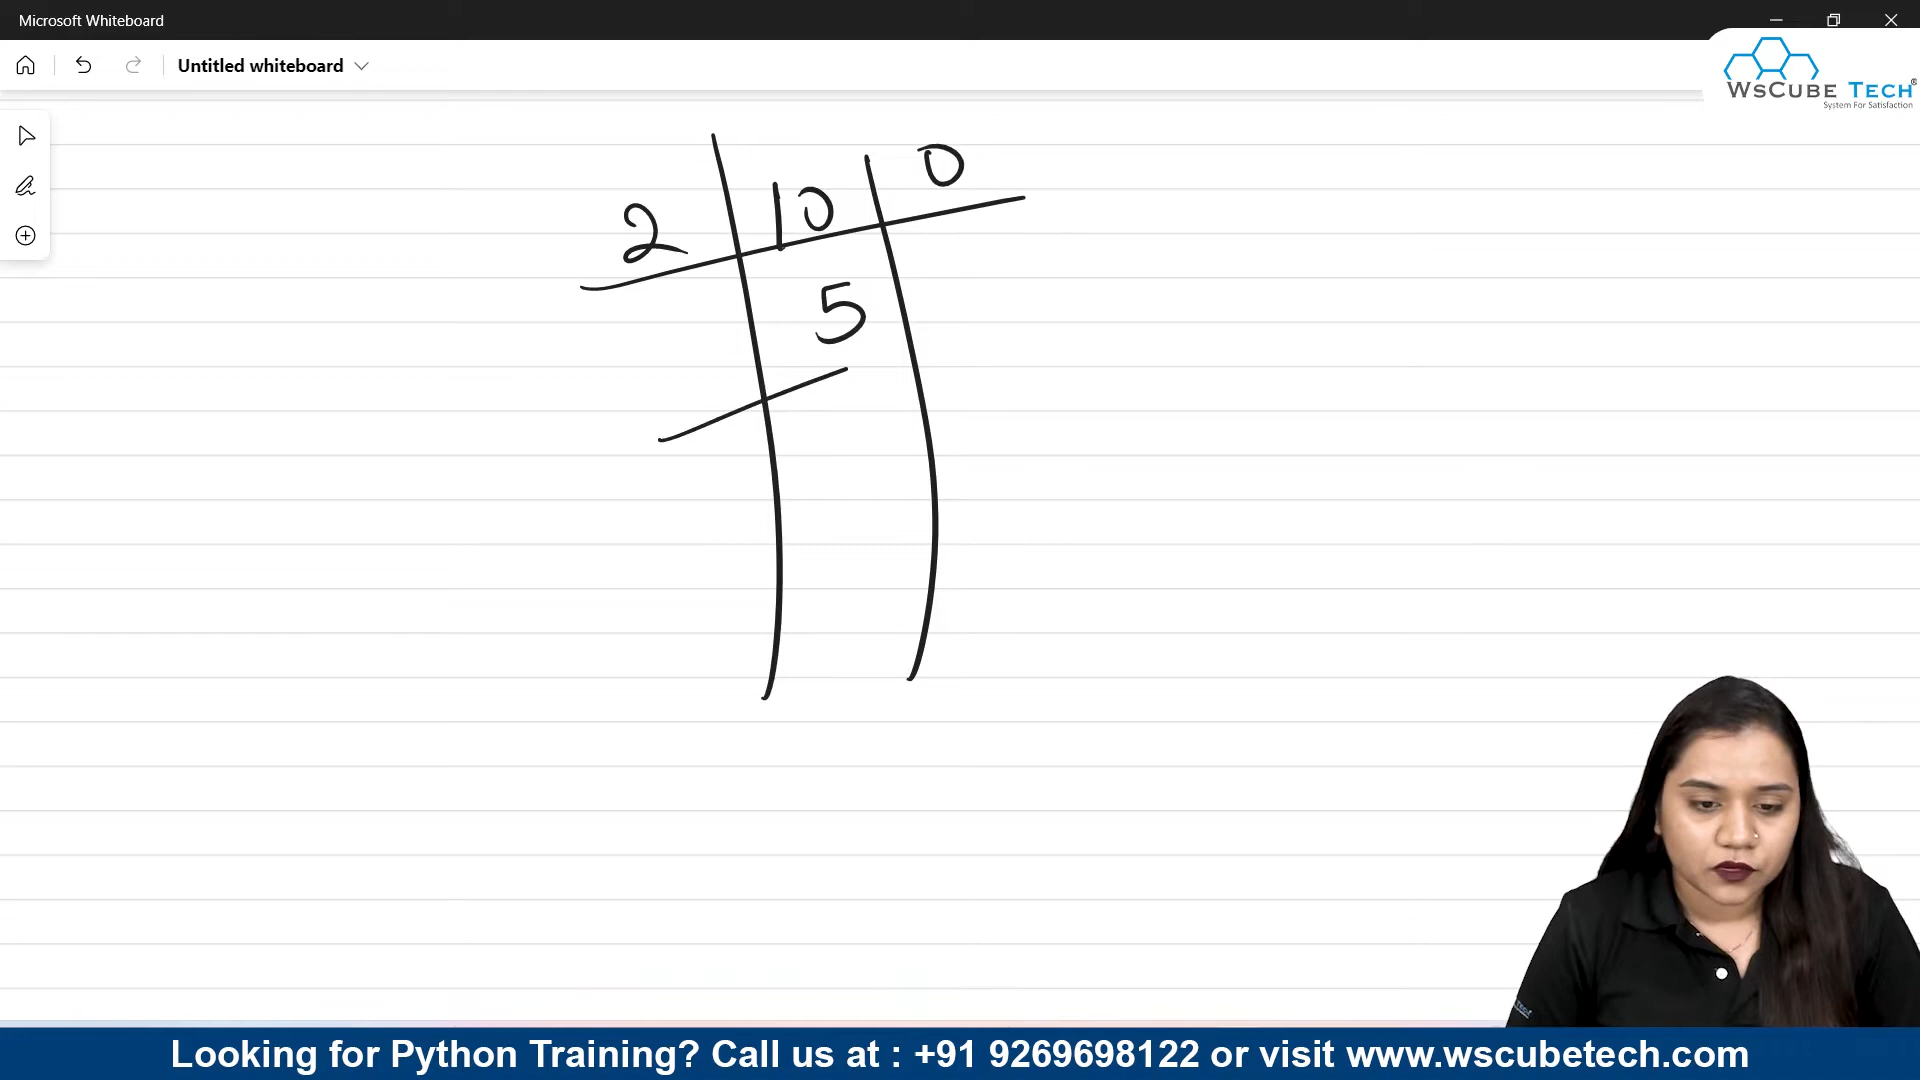 Microsoft Whiteboard
Untitled whiteboard
WsCube Tech®
System For Satisfaction
2 10 0
5
Looking for Python Training? Call us at : +91 9269698122 or visit www.wscubetech.com